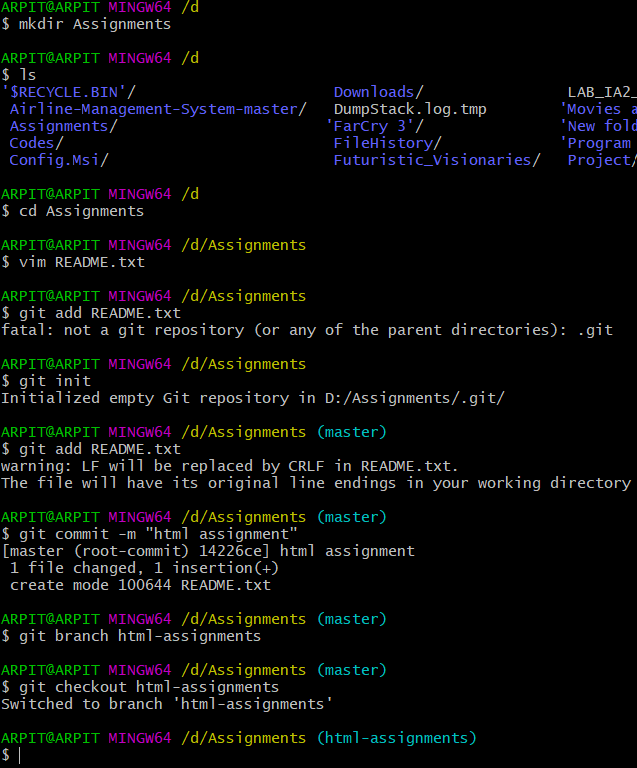 ARPIT@ARPIT MINGW64 /d
$ mkdir Assignments
ARPIT@ARPIT MINGW64 /d
$ ls
'$RECYCLE.BIN'/ Downloads/ LAB_IA2_
Airline-Management-System-master/ DumpStack.log.tmp 'Movies a
Assignments/ 'FarCry 3'/ 'New fold
Codes/ FileHistory/ 'Program
Config.Msi/ Futuristic_Visionaries/ Project/
ARPIT@ARPIT MINGW64 /d
$ cd Assignments
ARPIT@ARPIT MINGW64 /d/Assignments
$ vim README.txt
ARPIT@ARPIT MINGW64 /d/Assignments
$ git add README.txt
fatal: not a git repository (or any of the parent directories): .git
ARPIT@ARPIT MINGW64 /d/Assignments
$ git init
Initialized empty Git repository in D:/Assignments/.git/
ARPIT@ARPIT MINGW64 /d/Assignments (master)
$ git add README.txt
warning: LF will be replaced by CRLF in README.txt.
The file will have its original line endings in your working directory
ARPIT@ARPIT MINGW64 /d/Assignments (master)
$ git commit -m "html assignment"
[master (root-commit) 14226ce] html assignment
1 file changed, 1 insertion(+)
create mode 100644 README.txt
ARPIT@ARPIT MINGW64 /d/Assignments (master)
$ git branch html-assignments
ARPIT@ARPIT MINGW64 /d/Assignments (master)
$ git checkout html-assignments
Switched to branch 'html-assignments'
ARPIT@ARPIT MINGW64 /d/Assignments (html-assignments)
$